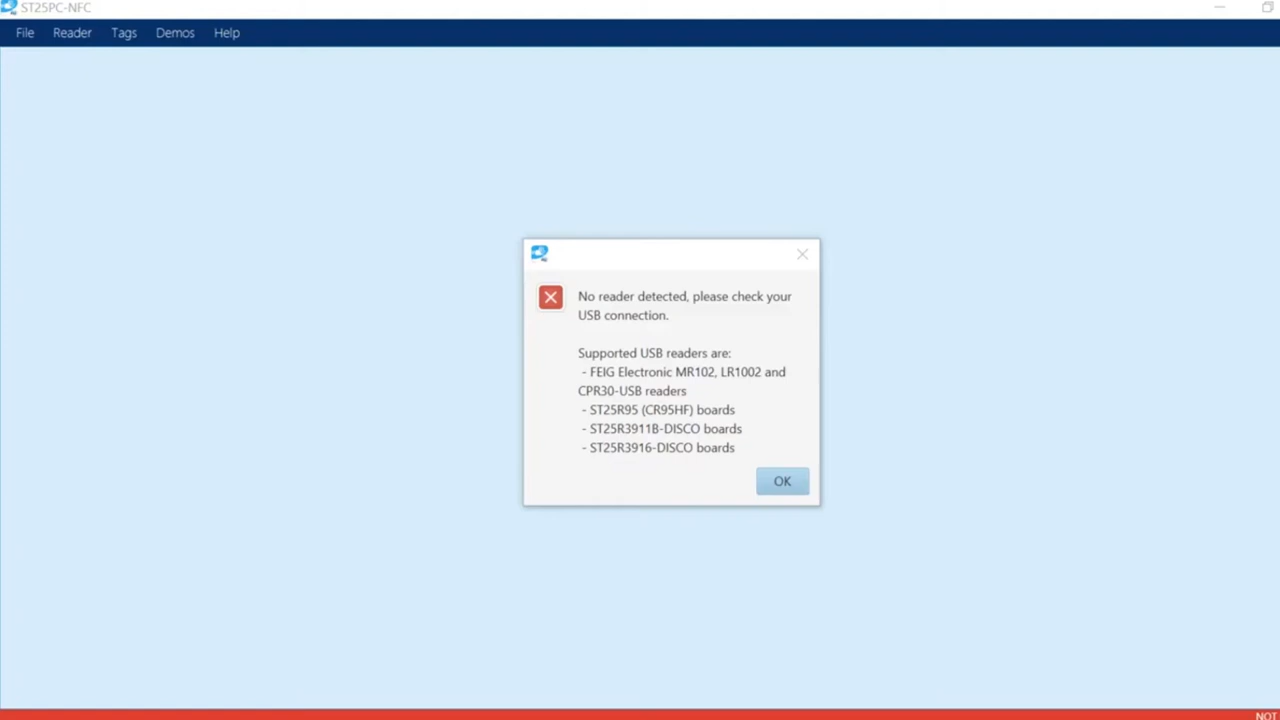 ST25PC-NFC
File Reader Tags Demos Help
No reader detected, please check your
USB connection.
Supported USB readers are:
- FEIG Electronic MR102, LR1002 and
CPR30-USB readers
- ST25R95 (CR95HF) boards
- ST25R3911B-DISCO boards
- ST25R3916-DISCO boards
OK
NOT